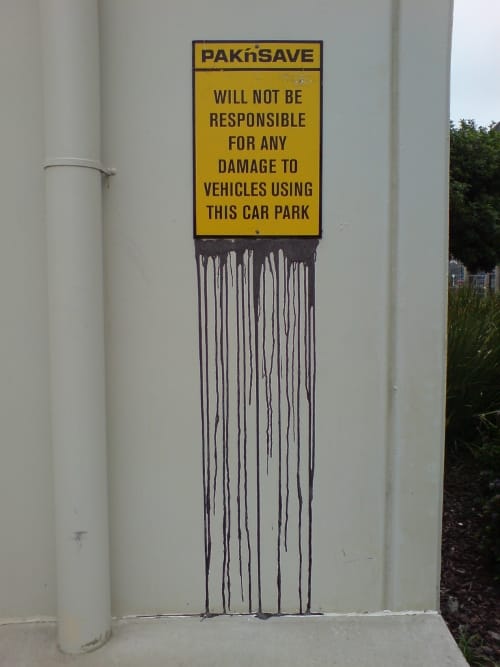 PAK'nSAVE
WILL NOT BE
RESPONSIBLE
FOR ANY
DAMAGE TO
VEHICLES USING
THIS CAR PARK